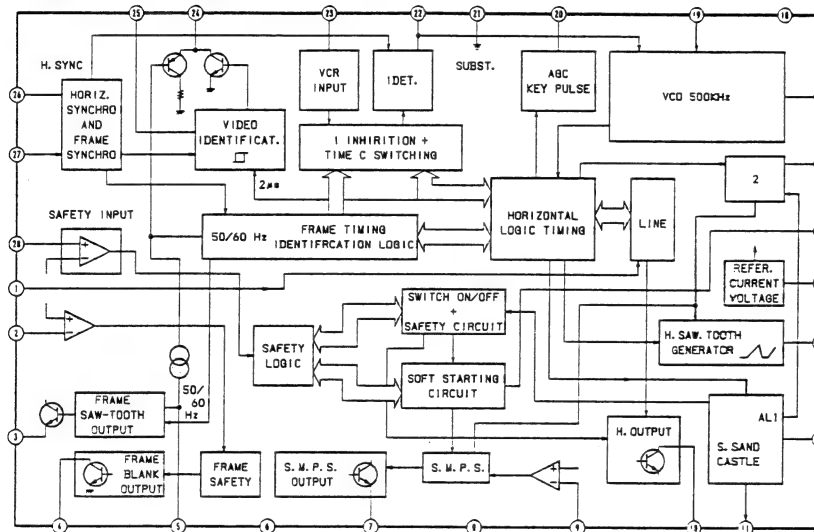 25
24
23
22
21
20
19
18
H. SYNC
26
HORIZ.
SYNCHRO
AND
FRAME
SYNCHRO
27
VIDEO
IDENTIFICAT.
VCR
INPUT
1DET.
SUBST.
ABC
KEY PULSE
VCO 500KHz
1 INHIRITION +
TIME C SWITCHING
2
SAFETY INPUT
28
50/60 Hz
FRAME TIMING
IDENTIFRCATION LOGIC
HORIZONTAL
LOGIC TIMING
LINE
2
1
REFER.
CURRENT
VOLTAGE
SAFETY
LOGIC
SWITCH ON/OFF
+
SAFETY CIRCUIT
H. SAW. TOOTH
GENERATOR
SOFT STARTING
CIRCUIT
50/
60
Hz
FRAME
SAW-TOOTH
OUTPUT
3
AL1
S. SAND
CASTLE
H. OUTPUT
FRAME
BLANK
OUTPUT
FRAME
SAFETY
S. M. P. S.
OUTPUT
S. M. P. S.
4
5
6
7
8
9
10
11